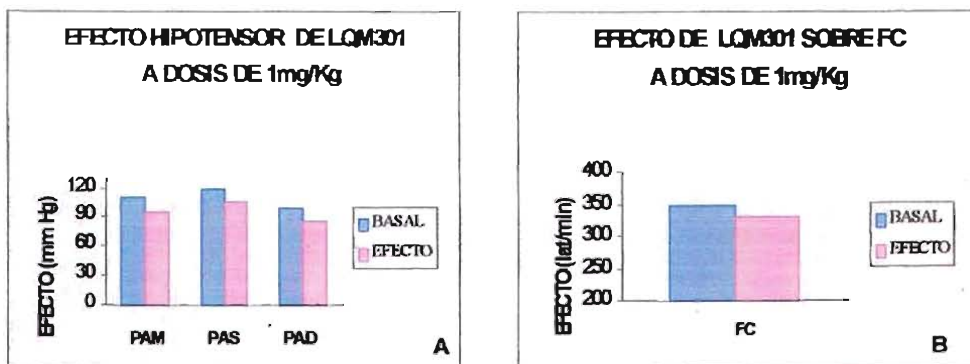 EFECTO HIPOTENSOR DE LQM301
A DOSIS DE 1mg/Kg
EFECTO (mm Hg)
120
90
60
30
0
PAM PAS PAD
BASAL
EFECTO
A
EFECTO DE LQM301 SOBRE FC
A DOSIS DE 1mg/Kg
EFECTO (lat/min)
400
350
300
250
200
FC
BASAL
EFECTO
B